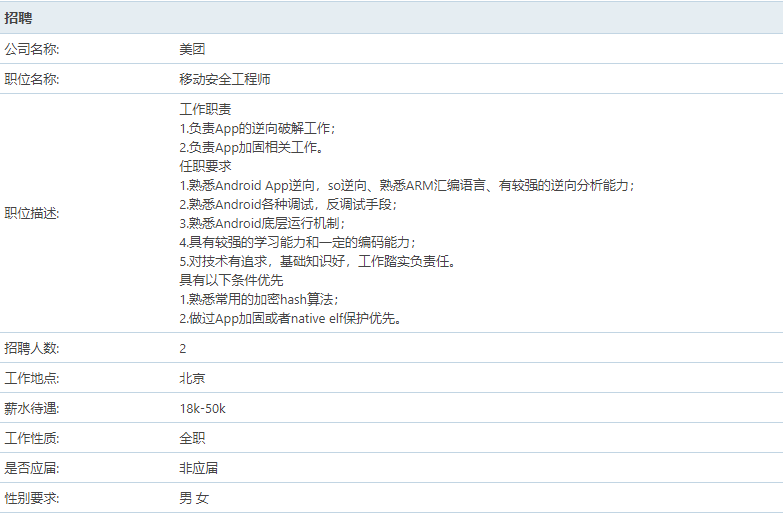 招聘
公司名称: 美团
职位名称: 移动安全工程师
职位描述:
工作职责
1.负责App的逆向破解工作；
2.负责App加固相关工作。
任职要求
1.熟悉Android App逆向，so逆向、熟悉ARM汇编语言、有较强的逆向分析能力；
2.熟悉Android各种调试，反调试手段；
3.熟悉Android底层运行机制；
4.具有较强的学习能力和一定的编码能力；
5.对技术有追求，基础知识好，工作踏实负责任。
具有以下条件优先
1.熟悉常用的加密hash算法；
2.做过App加固或者native elf保护优先。
招聘人数: 2
工作地点: 北京
薪水待遇: 18k-50k
工作性质: 全职
是否应届: 非应届
性别要求: 男 女